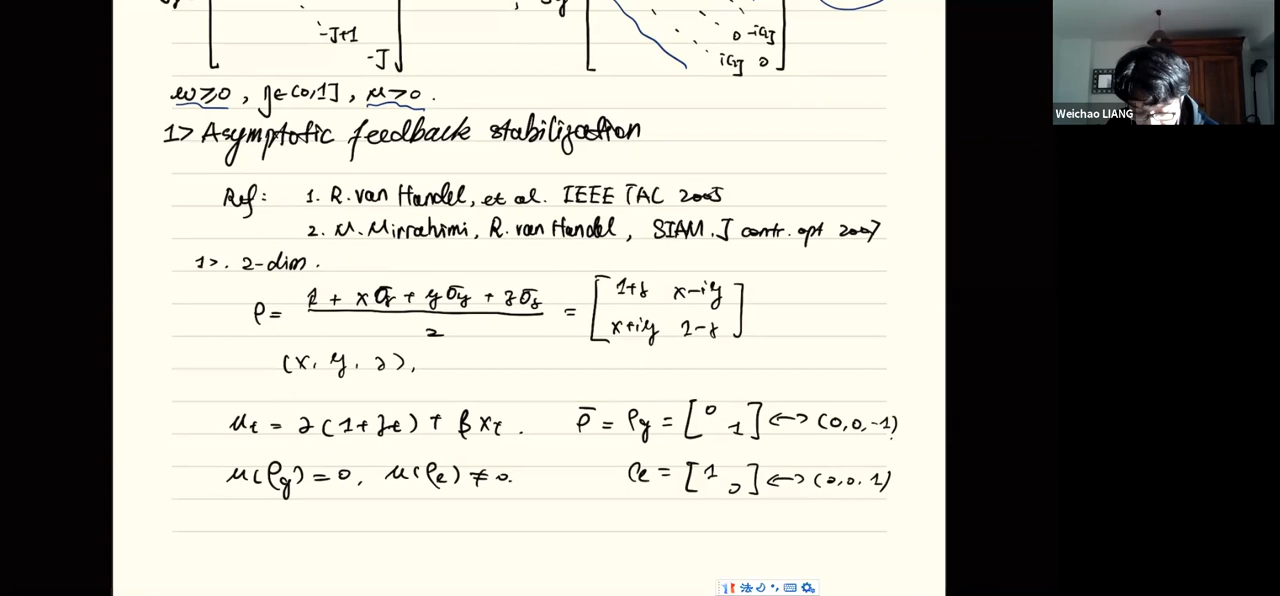 -J+1
-J
0 -iGJ
iGJ 0
ω≥0, η∈(0,1], M>0.
1> Asymptotic feedback stabilization
Ref: 1. R. van Handel, et al. IEEE TAC 2005
2. M. Mirrahimi, R. van Handel, SIAM. J contr. opt 2007
1>. 2-dim.
ρ = (1 + xσx + yσy + zσz) / 2 = [1+z x-iy
x+iy 1-z]
(x, y, z),
ut = α(1+zt) + βxt. ρ̄ = ρg = [0 1] ↔ (0,0,-1)
u(ρg) = 0, u(ρe) ≠ 0. ρe = [1 0] ↔ (0,0,1)
Weichao LIANG
法